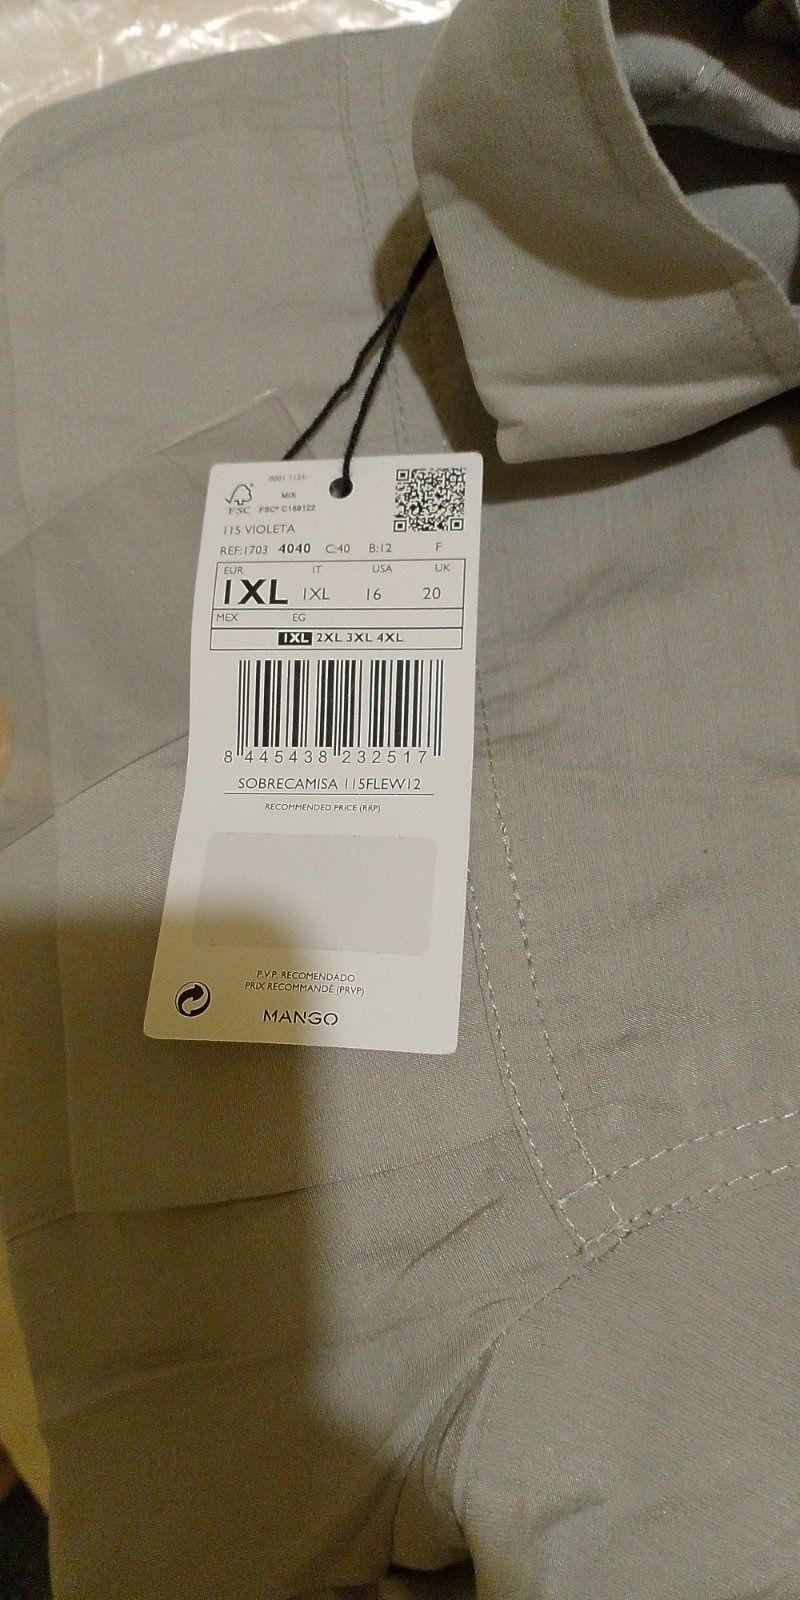 0001 1121-
MIX
FSC FSC® C158122
115 VIOLETA
REF:1703 4040 C:40 B:12 F
EUR IT USA UK
1XL 1XL 16 20
MEX EG
1XL 2XL 3XL 4XL
8 445438 232517
SOBRECAMISA 115FLEW12
RECOMMENDED PRICE (RRP)
P.V.P. RECOMENDADO
PRIX RECOMMANDÉ (PRVP)
MANGO